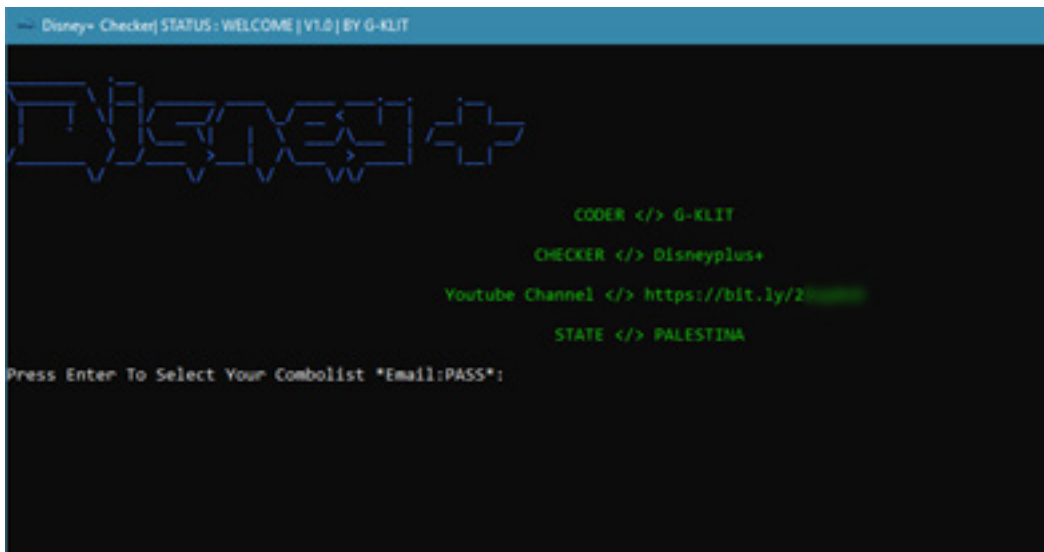 Disney+ Checker| STATUS : WELCOME | V1.0 | BY G-KLIT
Disney+
CODER </> G-KLIT
CHECKER </> Disneyplus+
Youtube Channel </> https://bit.ly/2
STATE </> PALESTINA
Press Enter To Select Your Combolist *Email:PASS*: